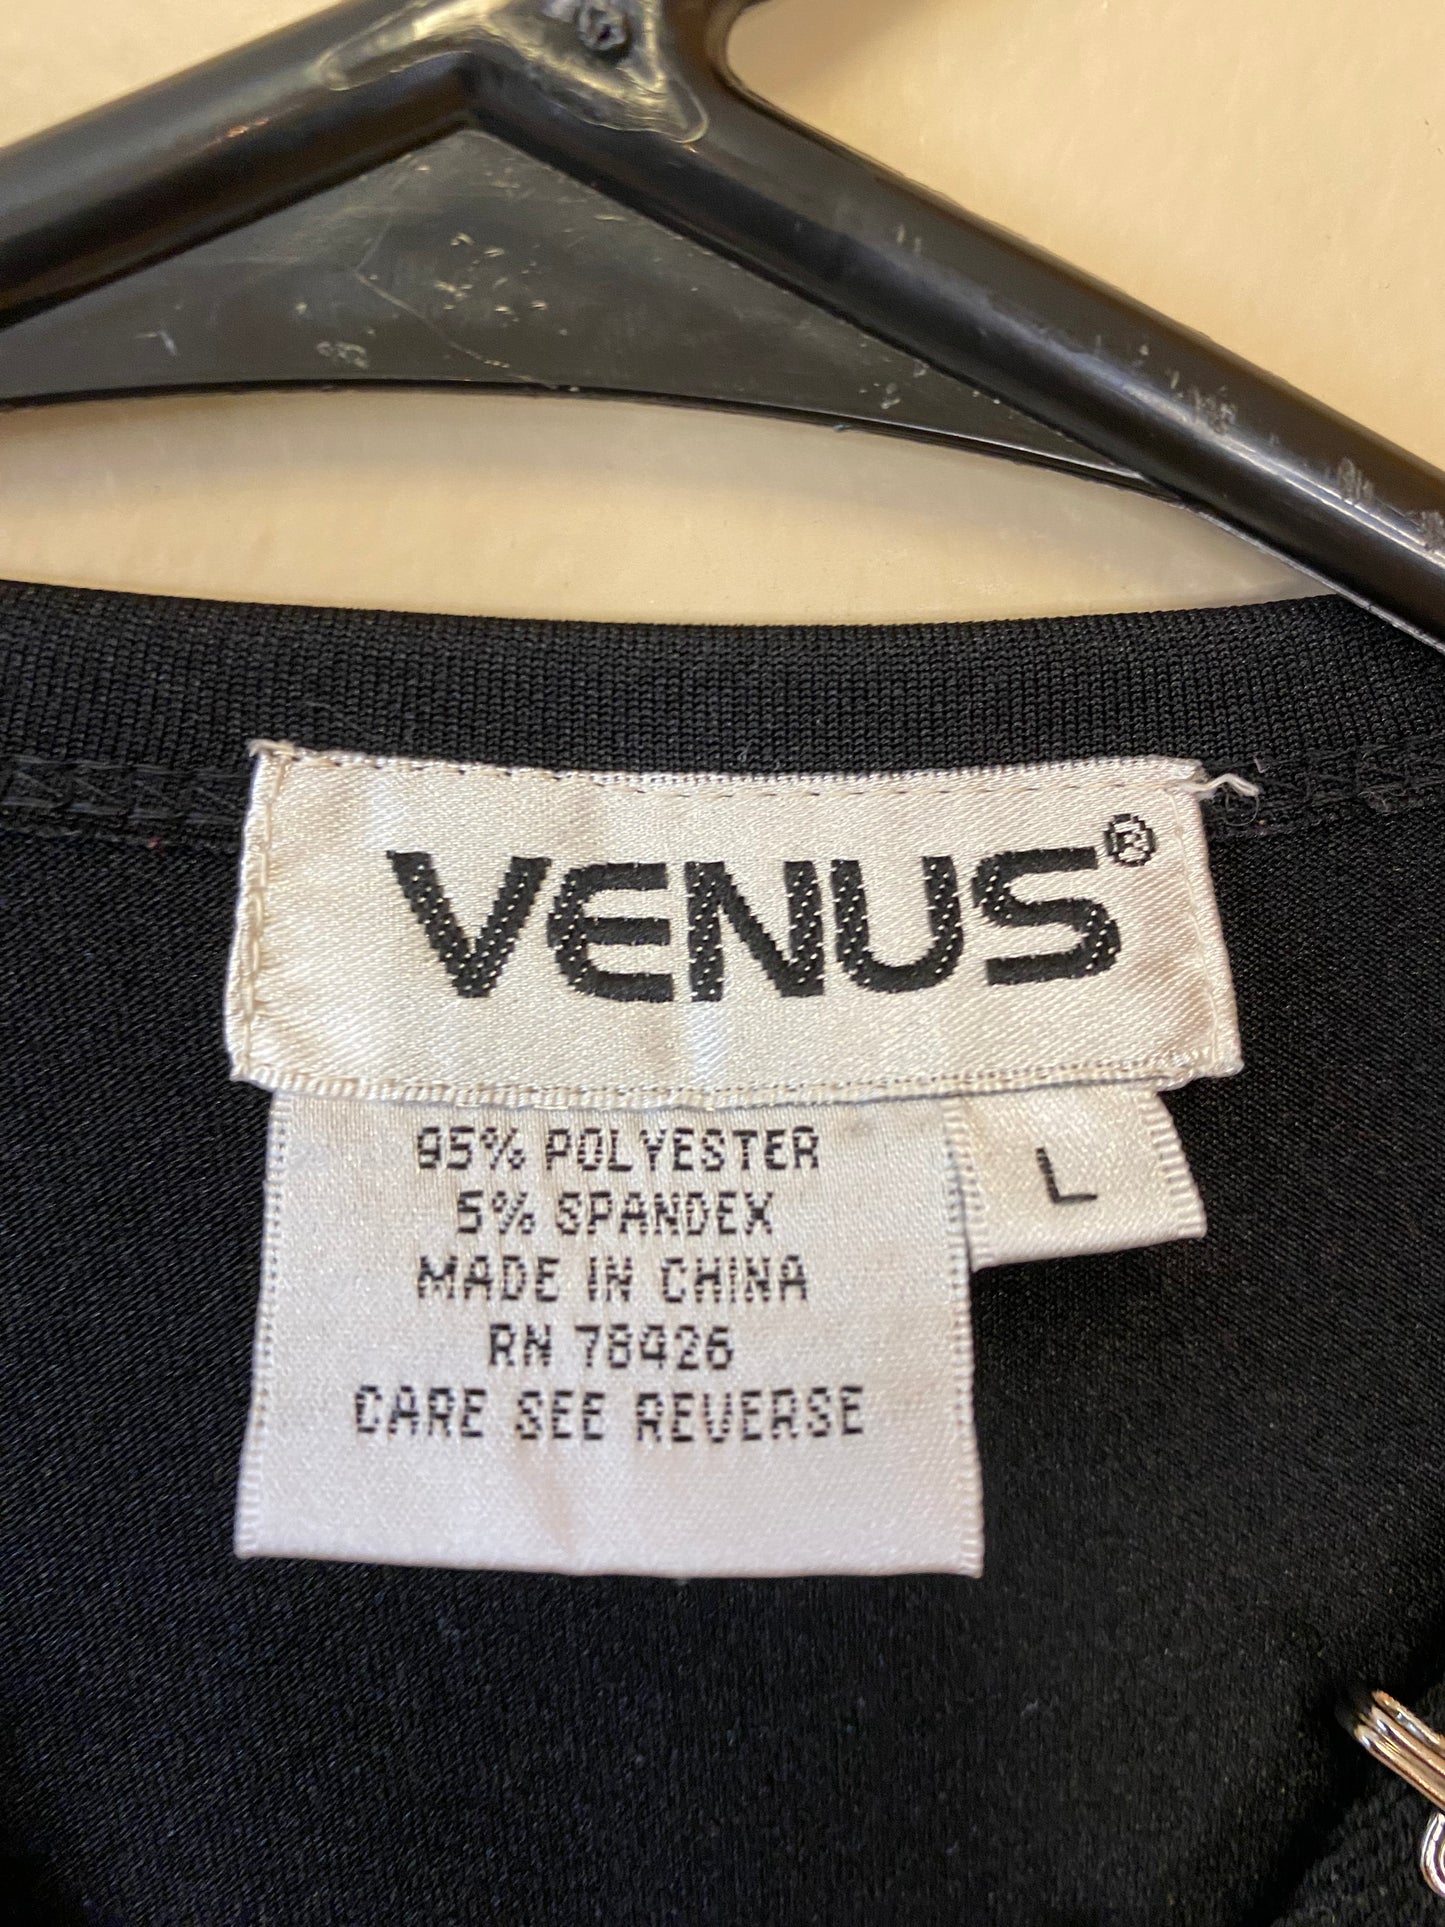 VENUS®
95% POLYESTER
5% SPANDEX
MADE IN CHINA
RN 78426
CARE SEE REVERSE
L